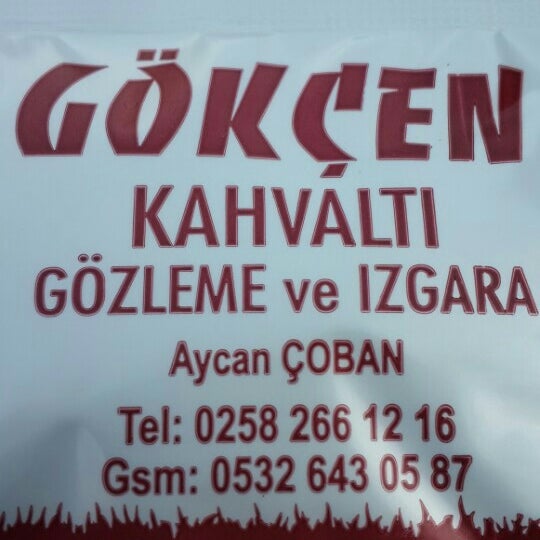 GÖKÇEN
KAHVALTI
GÖZLEME ve IZGARA
Aycan ÇOBAN
Tel: 0258 266 12 16
Gsm: 0532 643 05 87